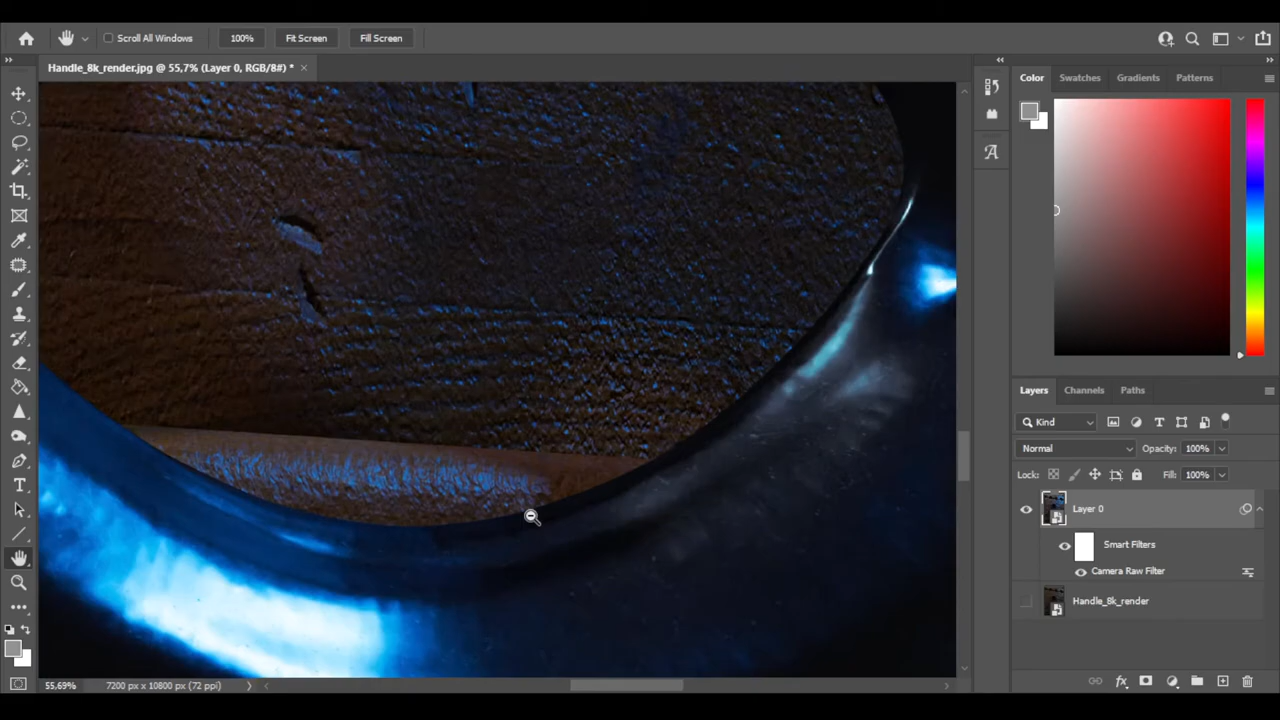 Scroll All Windows
100%
Fit Screen
Fill Screen
Handle_8k_render.jpg @ 55,7% (Layer 0, RGB/8#) *
Color
Swatches
Gradients
Patterns
A
Layers
Channels
Paths
Kind
Normal
Opacity: 100%
Lock:
Fill: 100%
Layer 0
Smart Filters
Camera Raw Filter
Handle_8k_render
55,69%
7200 px x 10800 px (72 ppi)
fx